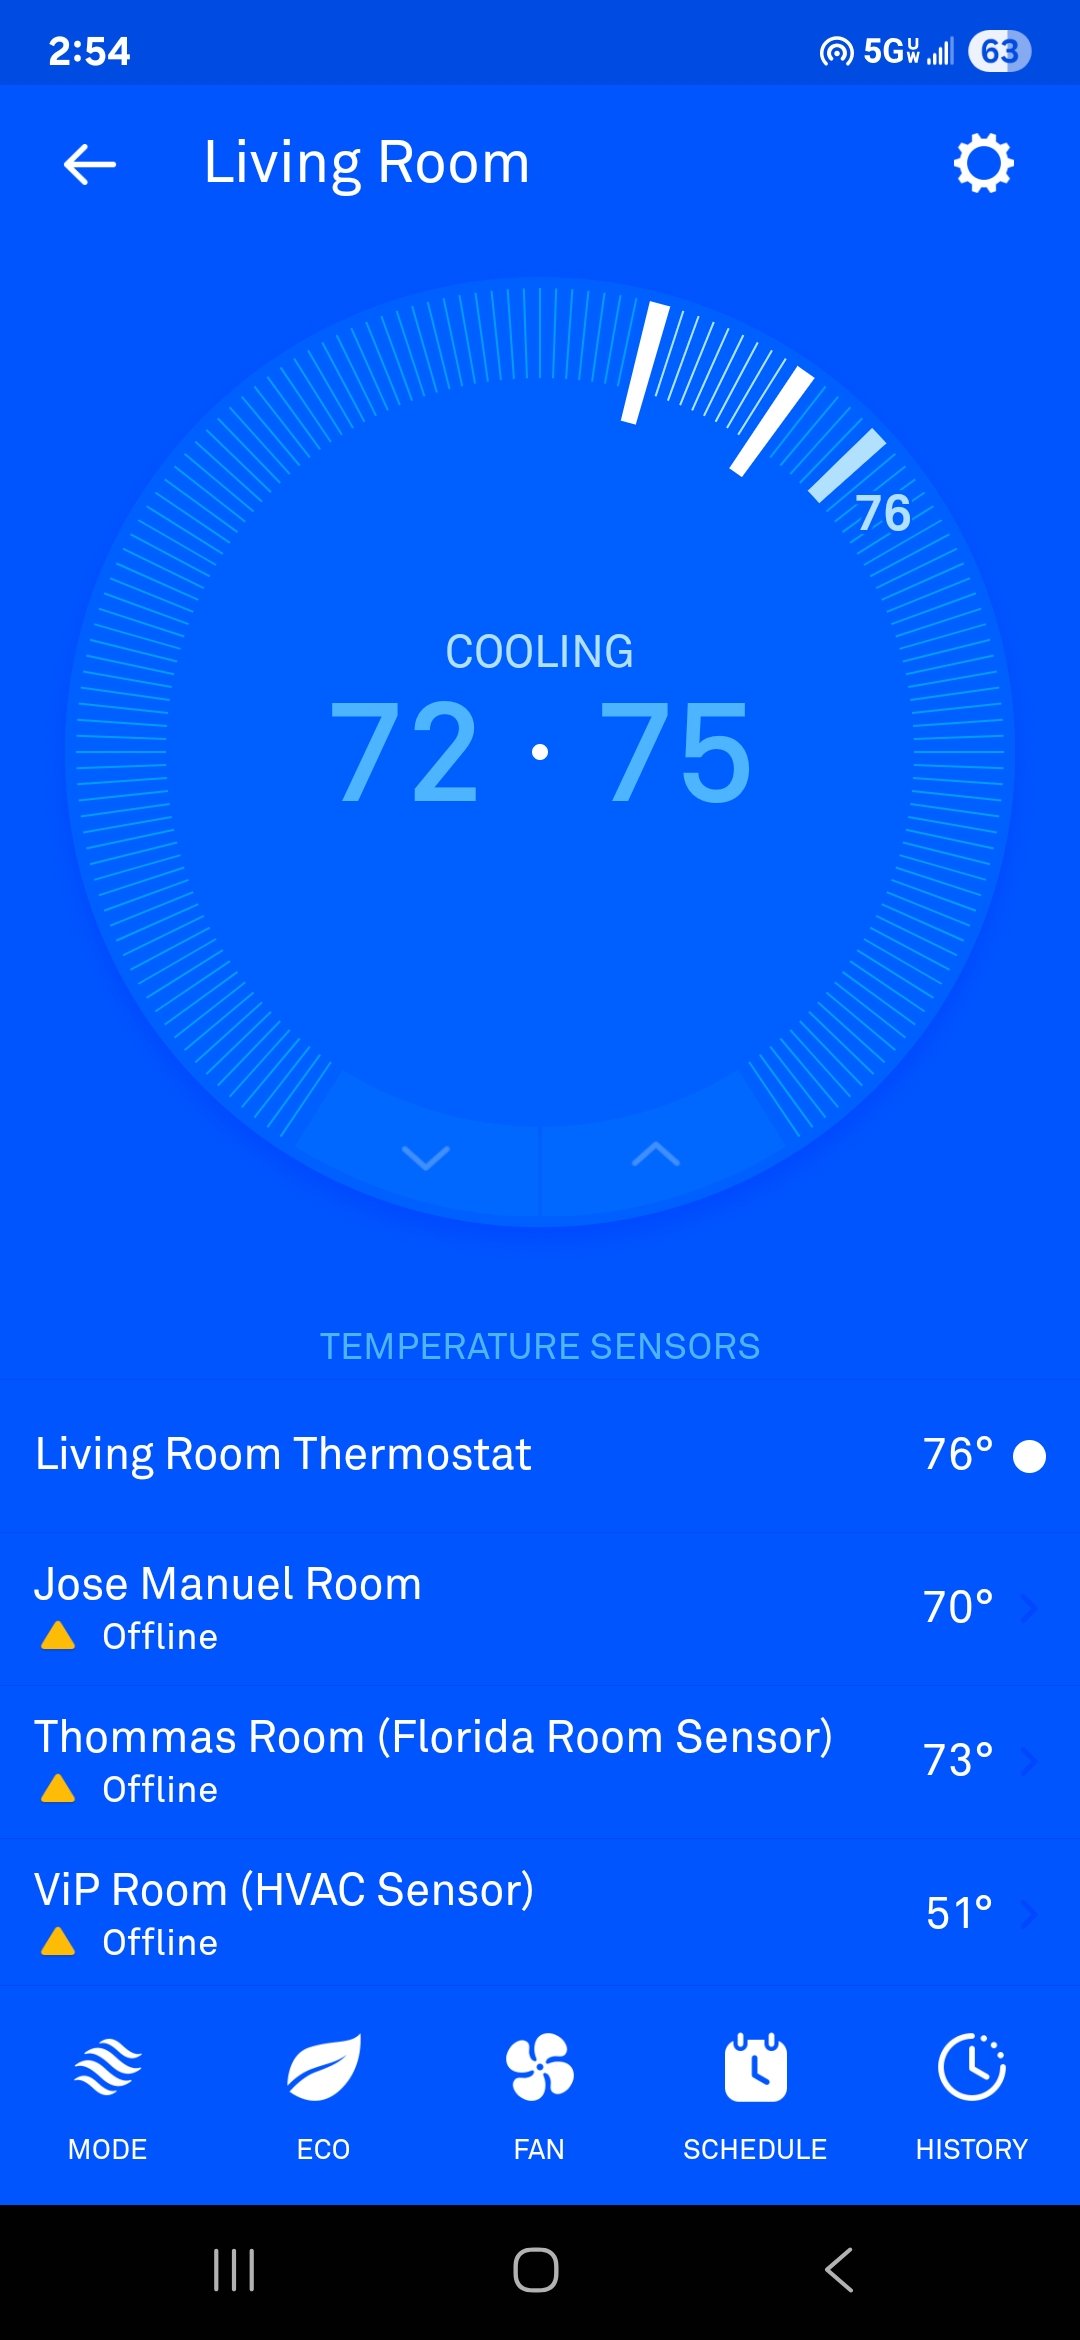 2:54
5G UW
63
Living Room
76
COOLING
72 · 75
TEMPERATURE SENSORS
Living Room Thermostat
76°
Jose Manuel Room
Offline
70°
Thommas Room (Florida Room Sensor)
Offline
73°
ViP Room (HVAC Sensor)
Offline
51°
MODE
ECO
FAN
SCHEDULE
HISTORY